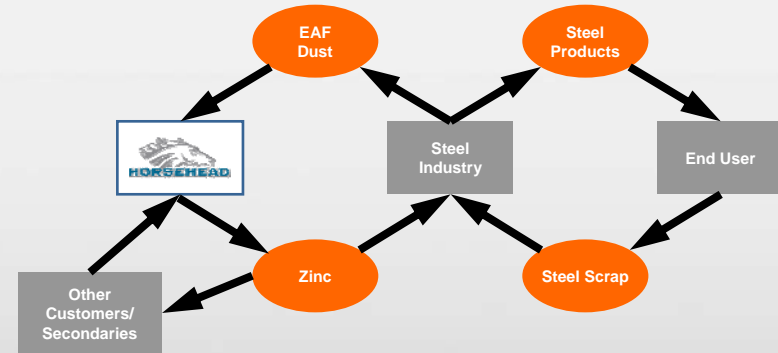 EAF
Dust
Steel
Products
HORSEHEAD
Steel
Industry
End User
Zinc
Steel Scrap
Other
Customers/
Secondaries